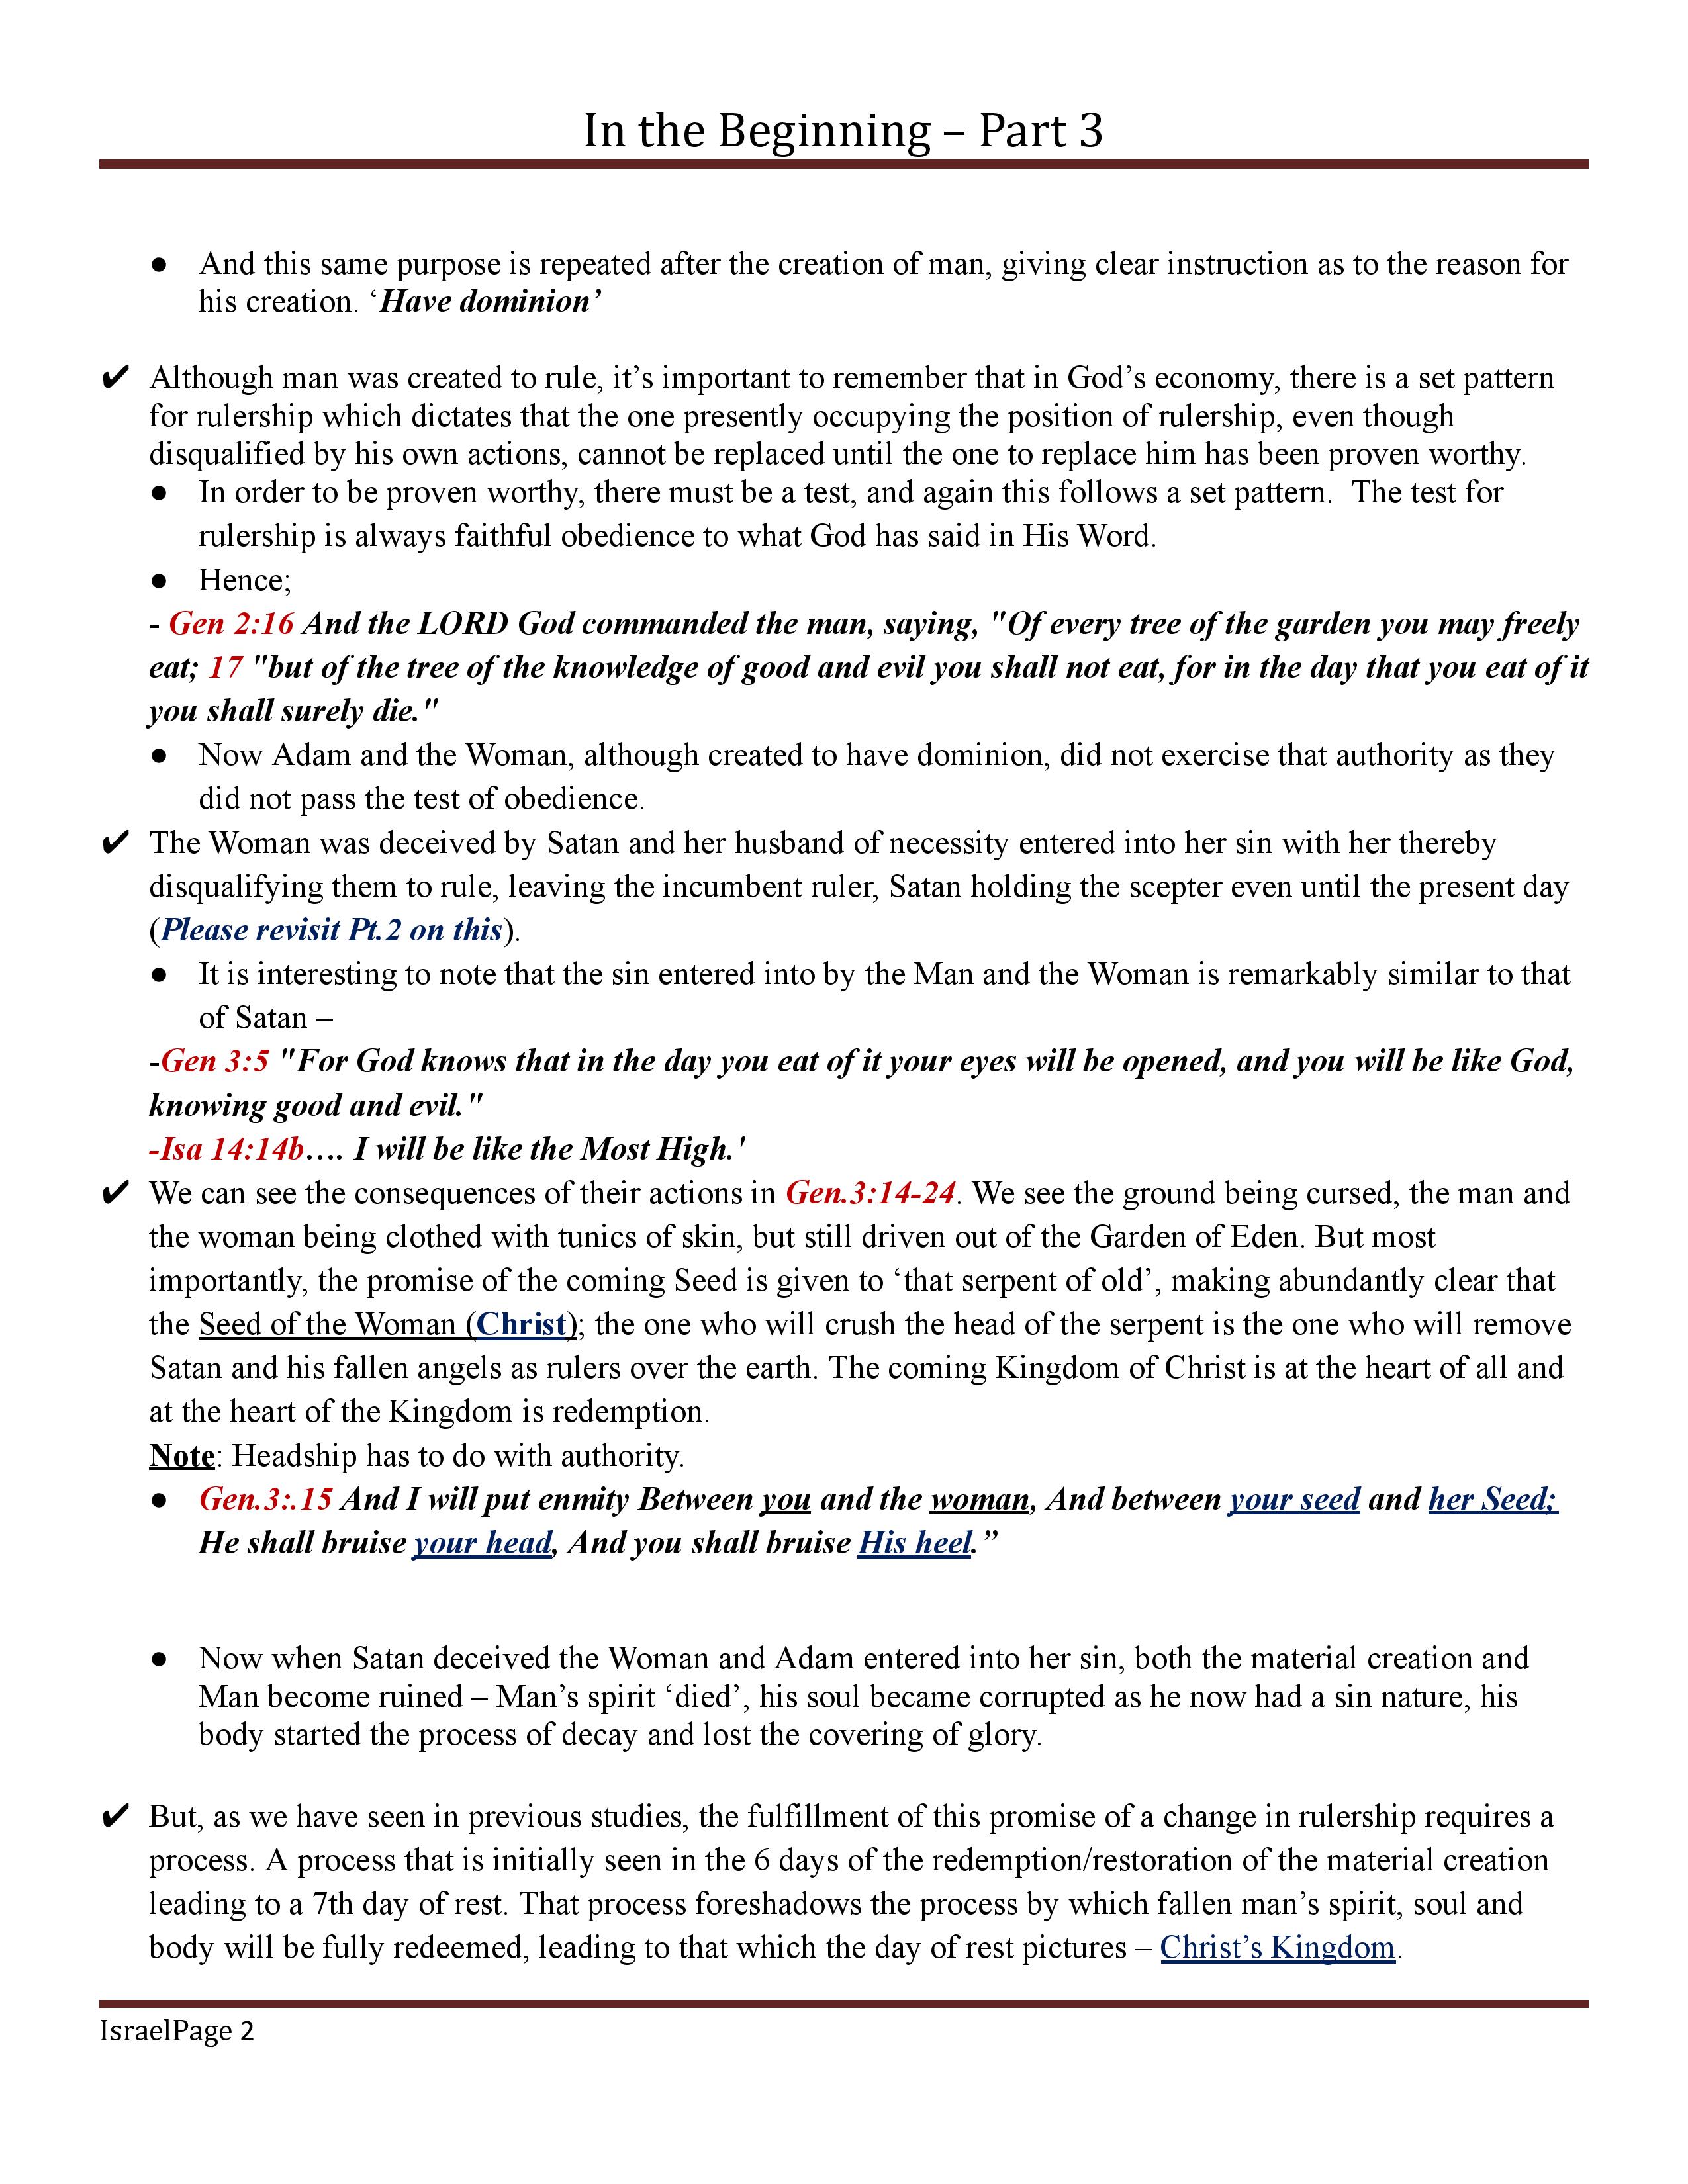 In the Beginning – Part 3
● And this same purpose is repeated after the creation of man, giving clear instruction as to the reason for
his creation. ‘Have dominion’
✔ Although man was created to rule, it’s important to remember that in God’s economy, there is a set pattern
for rulership which dictates that the one presently occupying the position of rulership, even though
disqualified by his own actions, cannot be replaced until the one to replace him has been proven worthy.
● In order to be proven worthy, there must be a test, and again this follows a set pattern.  The test for
rulership is always faithful obedience to what God has said in His Word.
● Hence;
- Gen 2:16 And the LORD God commanded the man, saying, "Of every tree of the garden you may freely
eat; 17 "but of the tree of the knowledge of good and evil you shall not eat, for in the day that you eat of it
you shall surely die."
● Now Adam and the Woman, although created to have dominion, did not exercise that authority as they
did not pass the test of obedience.
✔ The Woman was deceived by Satan and her husband of necessity entered into her sin with her thereby
disqualifying them to rule, leaving the incumbent ruler, Satan holding the scepter even until the present day
(Please revisit Pt.2 on this).
● It is interesting to note that the sin entered into by the Man and the Woman is remarkably similar to that
of Satan –
-Gen 3:5 "For God knows that in the day you eat of it your eyes will be opened, and you will be like God,
knowing good and evil."
-Isa 14:14b…. I will be like the Most High.'
✔ We can see the consequences of their actions in Gen.3:14-24. We see the ground being cursed, the man and
the woman being clothed with tunics of skin, but still driven out of the Garden of Eden. But most
importantly, the promise of the coming Seed is given to ‘that serpent of old’, making abundantly clear that
the Seed of the Woman (Christ); the one who will crush the head of the serpent is the one who will remove
Satan and his fallen angels as rulers over the earth. The coming Kingdom of Christ is at the heart of all and
at the heart of the Kingdom is redemption.
Note: Headship has to do with authority.
● Gen.3:.15 And I will put enmity Between you and the woman, And between your seed and her Seed;
He shall bruise your head, And you shall bruise His heel.”
● Now when Satan deceived the Woman and Adam entered into her sin, both the material creation and
Man become ruined – Man’s spirit ‘died’, his soul became corrupted as he now had a sin nature, his
body started the process of decay and lost the covering of glory.
✔ But, as we have seen in previous studies, the fulfillment of this promise of a change in rulership requires a
process. A process that is initially seen in the 6 days of the redemption/restoration of the material creation
leading to a 7th day of rest. That process foreshadows the process by which fallen man’s spirit, soul and
body will be fully redeemed, leading to that which the day of rest pictures – Christ’s Kingdom.
IsraelPage 2